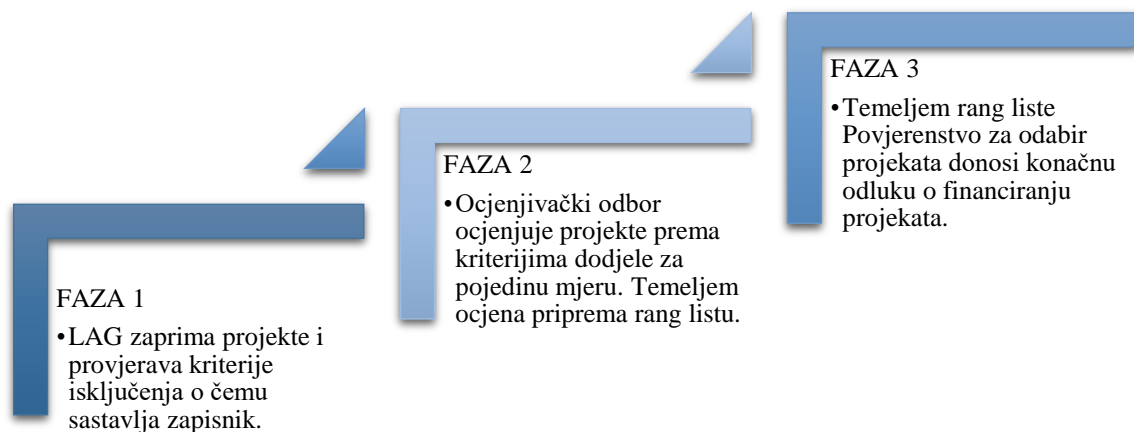 FAZA 1
•LAG zaprima projekte i
provjerava kriterije
isključenja o čemu
sastavlja zapisnik.
FAZA 2
•Ocjenjivački odbor
ocjenjuje projekte prema
kriterijima dodjele za
pojedinu mjeru. Temeljem
ocjena priprema rang listu.
FAZA 3
•Temeljem rang liste
Povjerenstvo za odabir
projekata donosi konačnu
odluku o financiranju
projekata.